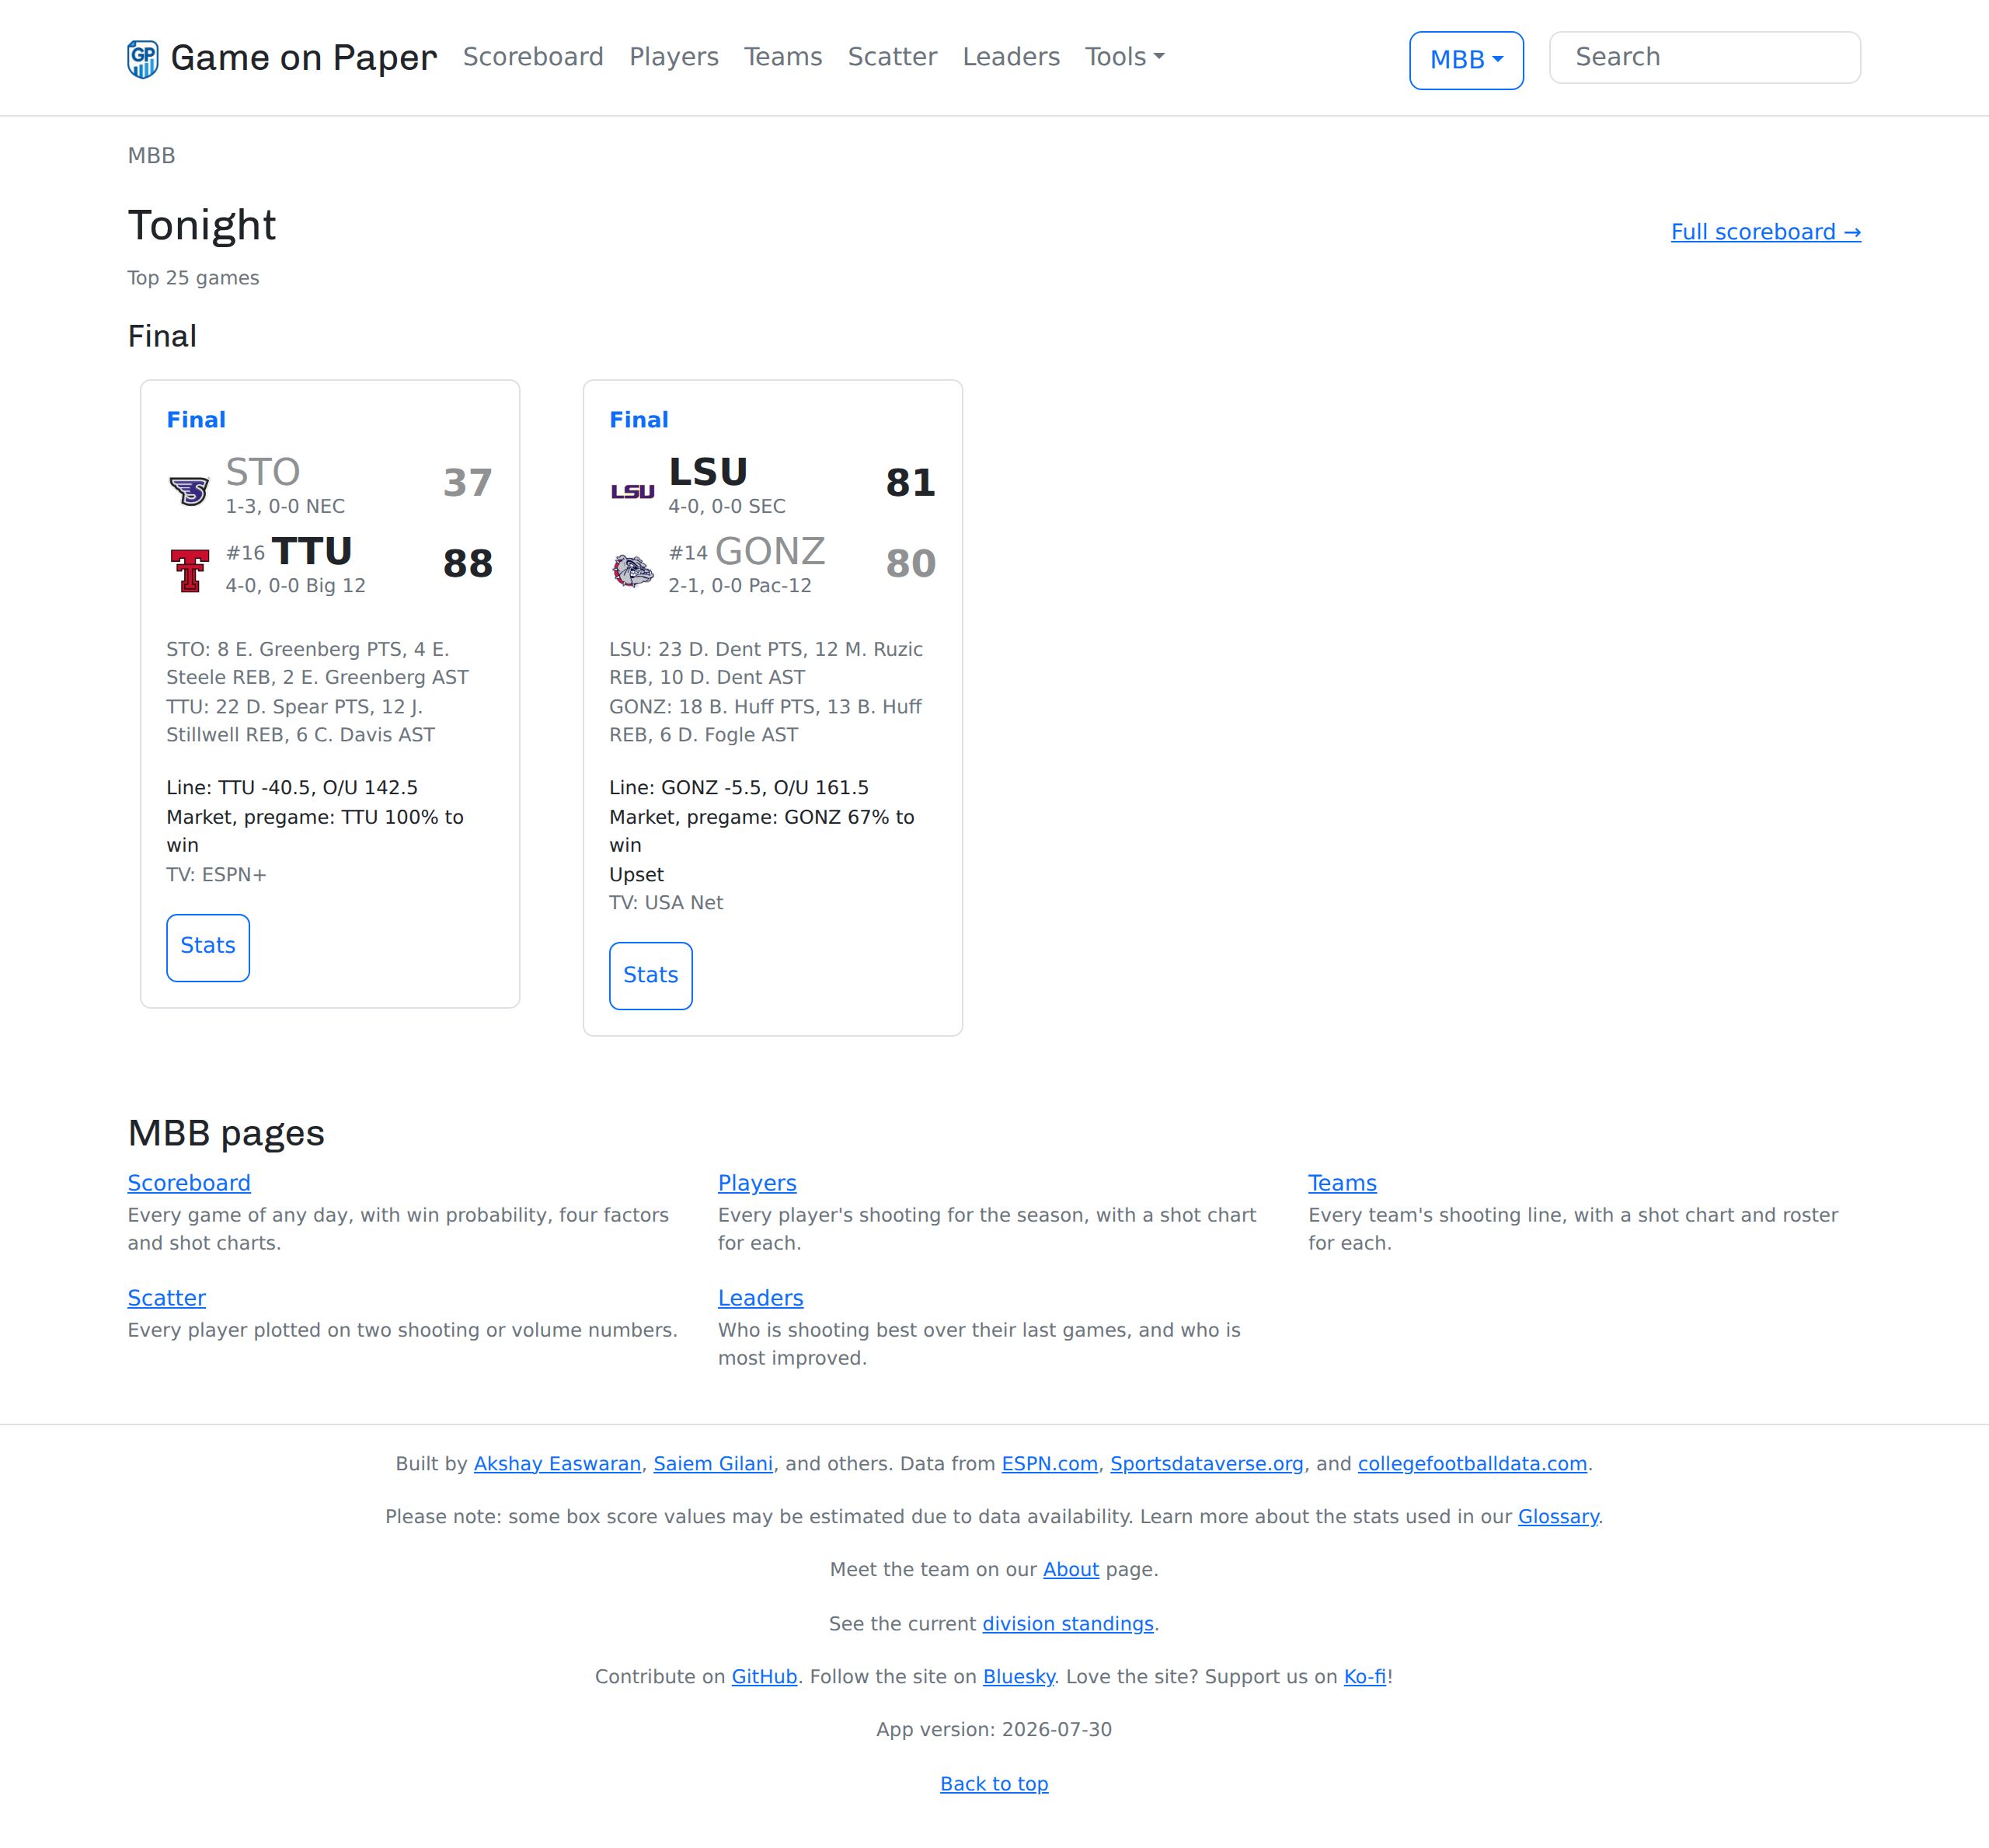 GP Game on Paper Scoreboard Players Teams Scatter Leaders Tools MBB Search
MBB
Tonight
Full scoreboard →
Top 25 games
Final
Final
STO 37
1-3, 0-0 NEC
#16 TTU 88
4-0, 0-0 Big 12
STO: 8 E. Greenberg PTS, 4 E.
Steele REB, 2 E. Greenberg AST
TTU: 22 D. Spear PTS, 12 J.
Stillwell REB, 6 C. Davis AST
Line: TTU -40.5, O/U 142.5
Market, pregame: TTU 100% to
win
TV: ESPN+
Stats
Final
LSU LSU 81
4-0, 0-0 SEC
#14 GONZ 80
2-1, 0-0 Pac-12
LSU: 23 D. Dent PTS, 12 M. Ruzic
REB, 10 D. Dent AST
GONZ: 18 B. Huff PTS, 13 B. Huff
REB, 6 D. Fogle AST
Line: GONZ -5.5, O/U 161.5
Market, pregame: GONZ 67% to
win
Upset
TV: USA Net
Stats
MBB pages
Scoreboard
Every game of any day, with win probability, four factors
and shot charts.
Players
Every player's shooting for the season, with a shot chart
for each.
Teams
Every team's shooting line, with a shot chart and roster
for each.
Scatter
Every player plotted on two shooting or volume numbers.
Leaders
Who is shooting best over their last games, and who is
most improved.
Built by Akshay Easwaran, Saiem Gilani, and others. Data from ESPN.com, Sportsdataverse.org, and collegefootballdata.com.
Please note: some box score values may be estimated due to data availability. Learn more about the stats used in our Glossary.
Meet the team on our About page.
See the current division standings.
Contribute on GitHub. Follow the site on Bluesky. Love the site? Support us on Ko-fi!
App version: 2026-07-30
Back to top